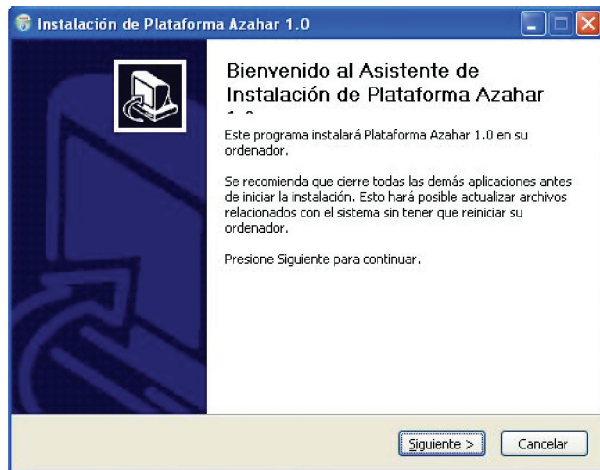 Instalación de Plataforma Azahar 1.0
Bienvenido al Asistente de
Instalación de Plataforma Azahar
Este programa instalará Plataforma Azahar 1.0 en su
ordenador.
Se recomienda que cierre todas las demás aplicaciones antes
de iniciar la instalación. Esto hará posible actualizar archivos
relacionados con el sistema sin tener que reiniciar su
ordenador.
Presione Siguiente para continuar.
Siguiente > Cancelar